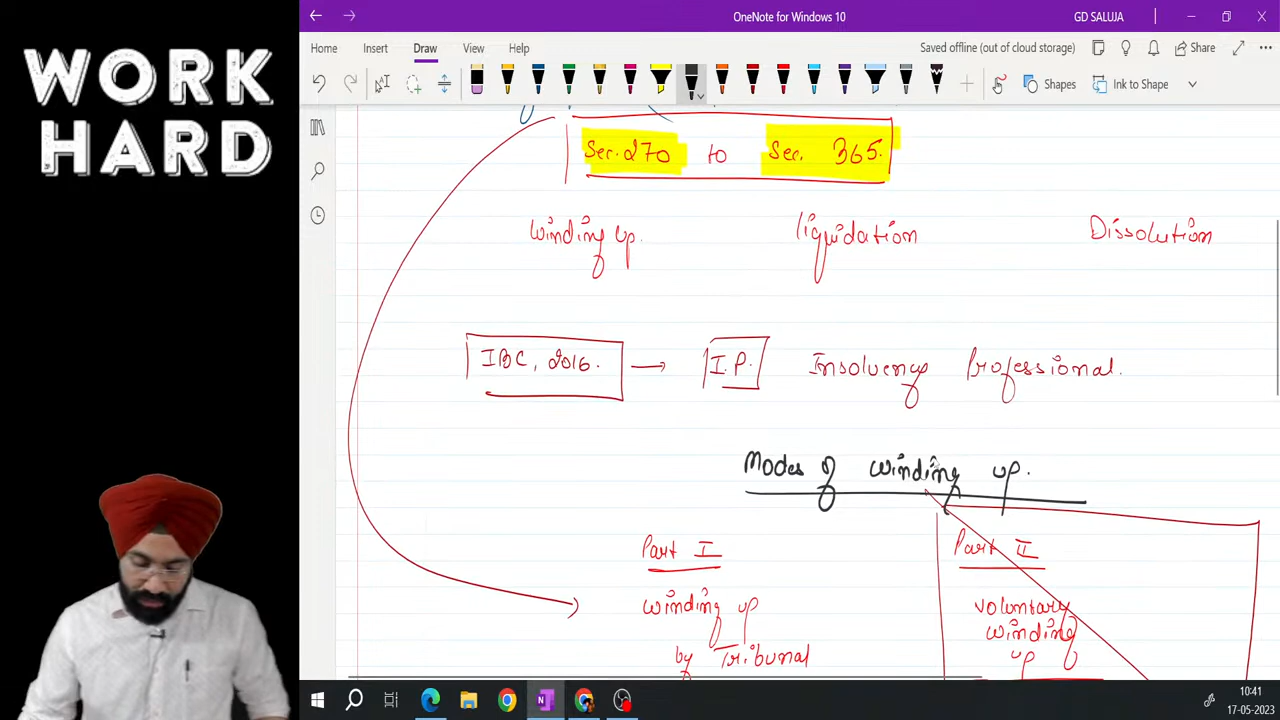 WORK
HARD
OneNote for Windows 10
GD SALUJA
Home Insert Draw View Help
Saved offline (out of cloud storage)
Share
Shapes
Ink to Shape
Sec. 270 to Sec. 365.
Winding up. liquidation Dissolution
IBC, 2016. → I.P. Insolvency Professional.
Modes of winding up.
Part I
winding up
by Tribunal
Part II
voluntary
winding
up
10:41
17-05-2023